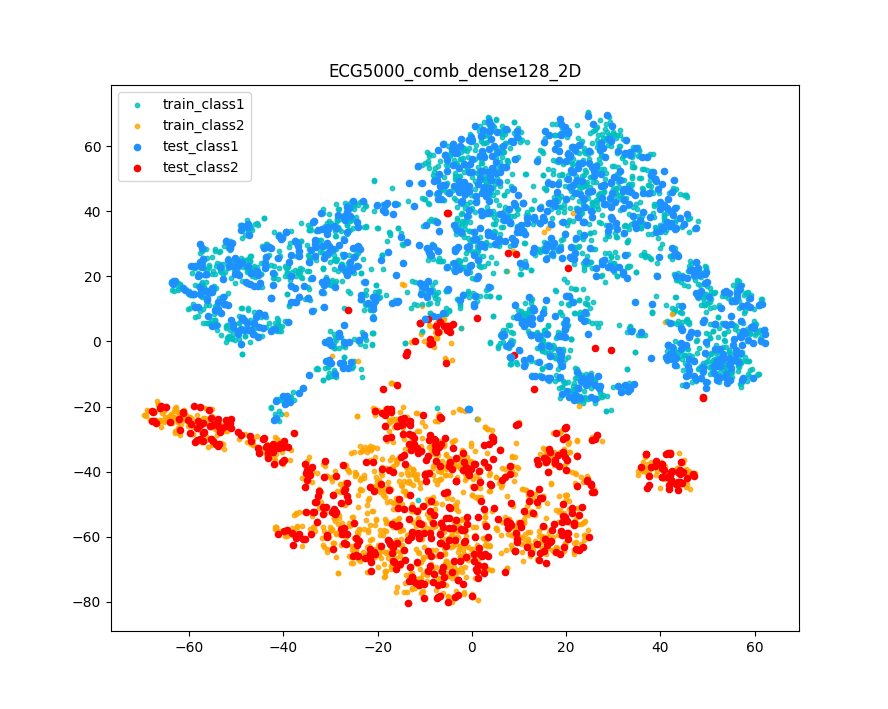 ECG5000_comb_dense128_2D
train_class1
train_class2
test_class1
test_class2
60
40
20
0
−20
−40
−60
−80
−60 −40 −20 0 20 40 60